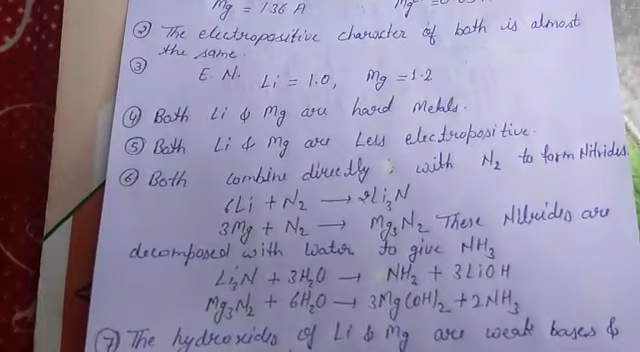 Mg = 1.36 A Mg
② The electropositive character of both is almost
the same.
③ E.N. Li = 1.0, Mg = 1.2
④ Both Li & Mg are hard Metals.
⑤ Both Li & Mg are Less electropositive.
⑥ Both combine directly with N₂ to form Nitrides.
6Li + N₂ → 2Li₃N
3Mg + N₂ → Mg₃N₂ These Nitrides are
decomposed with Water to give NH₃
Li₃N + 3H₂O → NH₂ + 3LiOH
Mg₃N₂ + 6H₂O → 3Mg(OH)₂ + 2NH₃
⑦ The hydroxides of Li & Mg are weak bases &